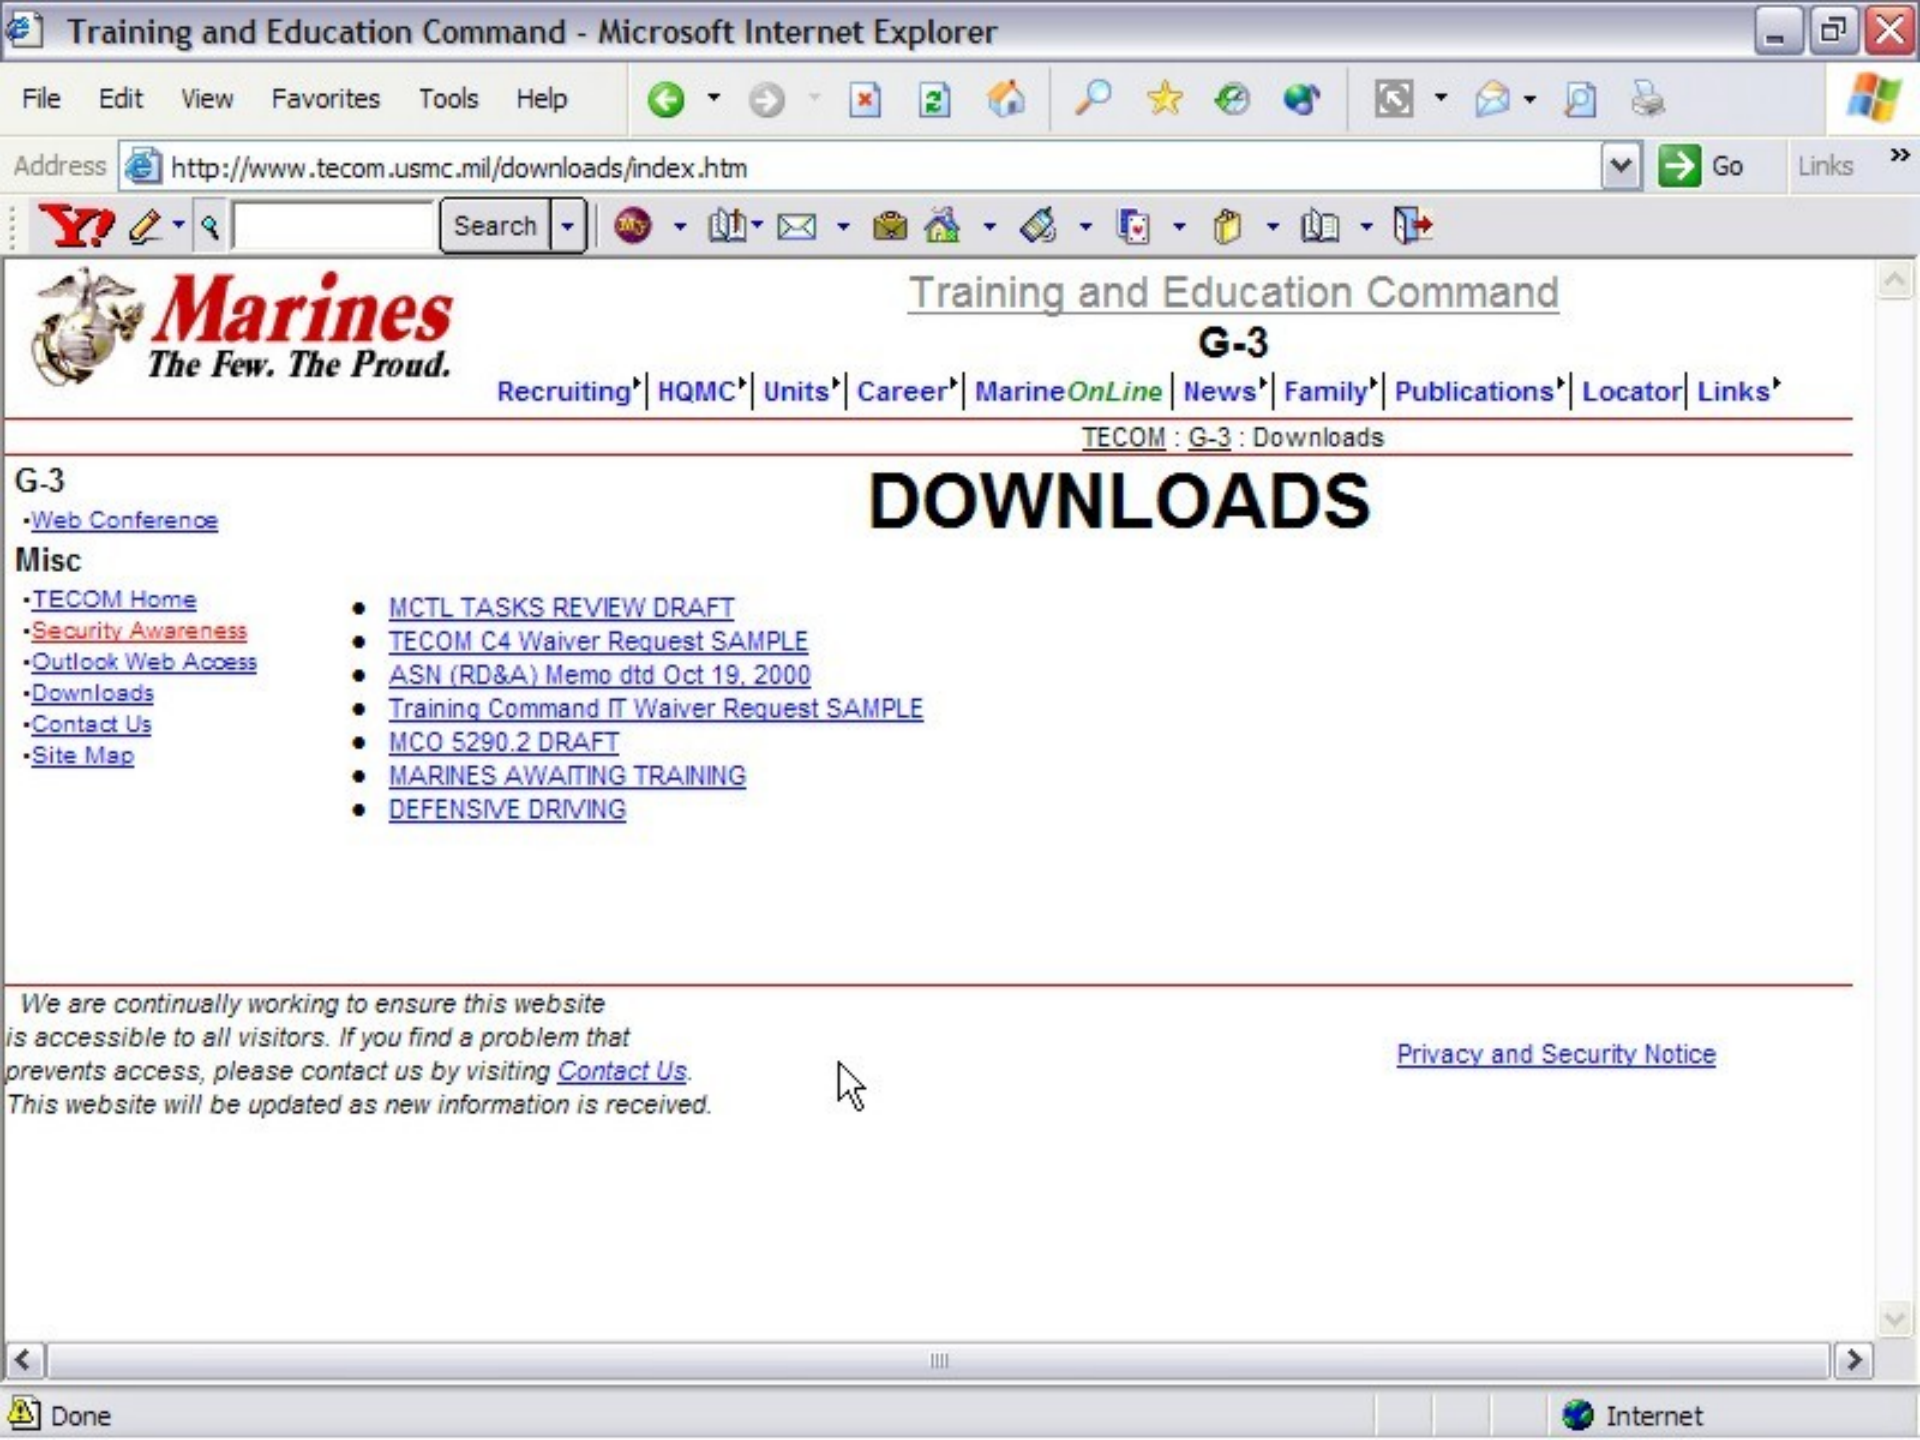 Training and Education Command - Microsoft Internet Explorer
File Edit View Favorites Tools Help
Address http://www.tecom.usmc.mil/downloads/index.htm Go Links »
Y! Search My
Marines
The Few. The Proud.
Training and Education Command
G-3
Recruiting | HQMC | Units | Career | MarineOnLine | News | Family | Publications | Locator | Links
TECOM : G-3 : Downloads
G-3
·Web Conference
Misc
·TECOM Home
·Security Awareness
·Outlook Web Access
·Downloads
·Contact Us
·Site Map
DOWNLOADS
● MCTL TASKS REVIEW DRAFT
● TECOM C4 Waiver Request SAMPLE
● ASN (RD&A) Memo dtd Oct 19, 2000
● Training Command IT Waiver Request SAMPLE
● MCO 5290.2 DRAFT
● MARINES AWAITING TRAINING
● DEFENSIVE DRIVING
We are continually working to ensure this website
is accessible to all visitors. If you find a problem that
prevents access, please contact us by visiting Contact Us.
This website will be updated as new information is received.
Privacy and Security Notice
Done Internet